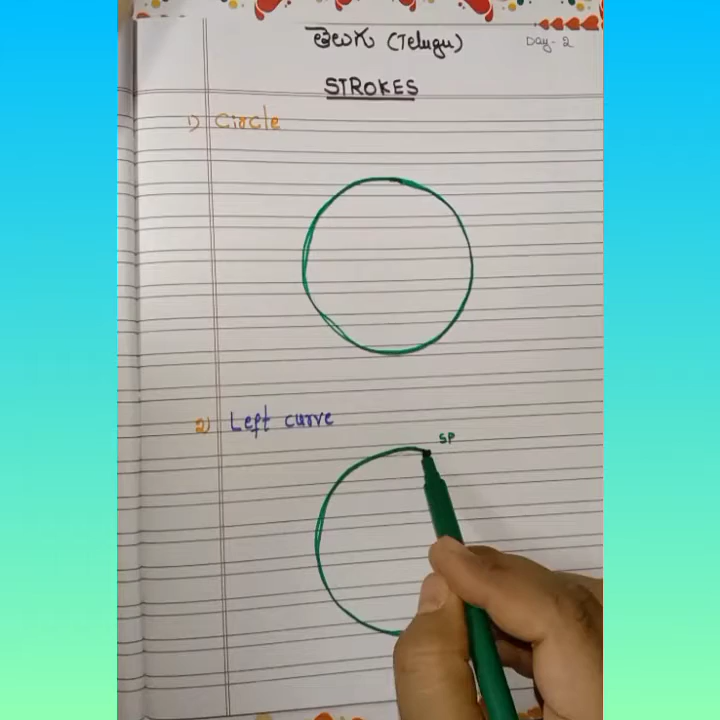 తెలుగు (Telugu)
Day - 2
STROKES
1) Circle
2) Left curve
SP